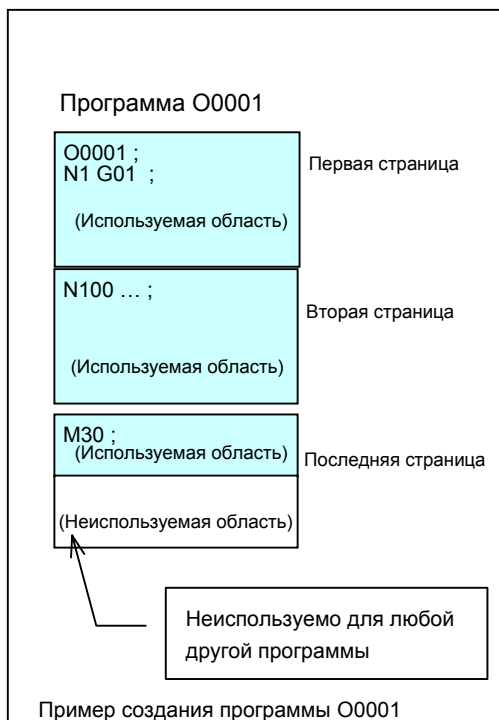 Программа O0001
O0001 ;
N1 G01 ;
Первая страница
(Используемая область)
N100 … ;
Вторая страница
(Используемая область)
M30 ;
(Используемая область)
Последняя страница
(Неиспользуемая область)
Неиспользуемо для любой
другой программы
Пример создания программы O0001